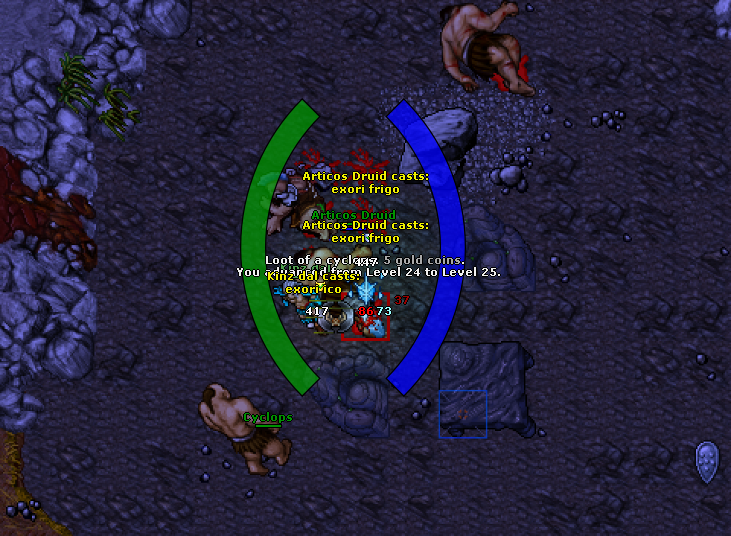 Articos Druid casts:
exori frigo
Articos Druid
Articos Druid casts:
exori frigo
Loot of a cyclops: 5 gold coins.
You advanced from Level 24 to Level 25.
Kinz dal casts:
exori ico
37
417
73
Cyclops